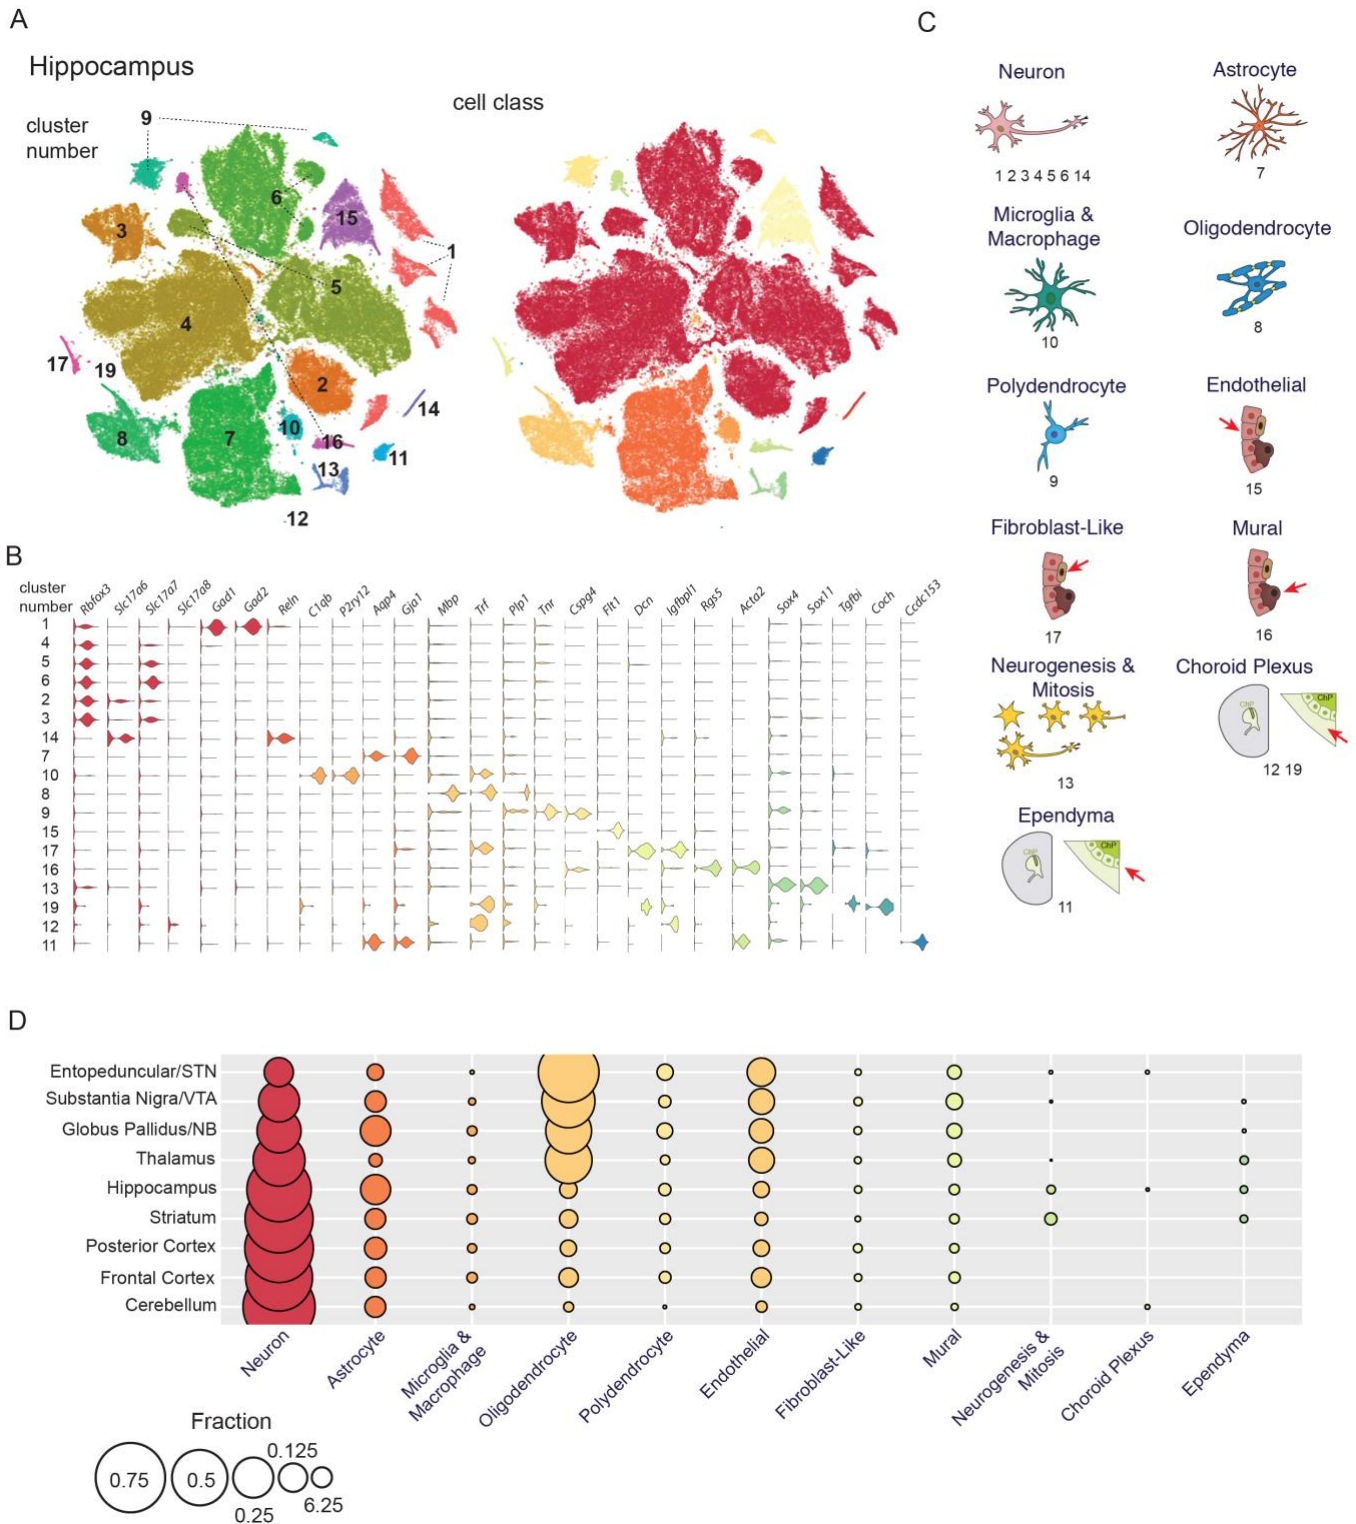 A
Hippocampus
cluster
number
9
cell class
3
6
15
1
5
4
17
19
2
14
8
7
10
16
11
13
12
B
cluster
number
Rbfox3
Slc17a6
Slc17a7
Slc17a8
Gad1
Gad2
Reln
C1qb
P2ry12
Aqp4
Gja1
Mbp
Trf
Plp1
Tnr
Cspg4
Flt1
Dcn
Igfbpl1
Rgs5
Acta2
Sox4
Sox11
Tgfbi
Coch
Ccdc153
1
4
5
6
2
3
14
7
10
8
9
15
17
16
13
19
12
11
C
Neuron
1 2 3 4 5 6 14
Astrocyte
7
Microglia &
Macrophage
10
Oligodendrocyte
8
Polydendrocyte
9
Endothelial
15
Fibroblast-Like
17
Mural
16
Neurogenesis &
Mitosis
13
Choroid Plexus
ChP
ChP
12 19
Ependyma
ChP
ChP
11
D
Entopeduncular/STN
Substantia Nigra/VTA
Globus Pallidus/NB
Thalamus
Hippocampus
Striatum
Posterior Cortex
Frontal Cortex
Cerebellum
Neuron
Astrocyte
Microglia &
Macrophage
Oligodendrocyte
Polydendrocyte
Endothelial
Fibroblast-Like
Mural
Neurogenesis &
Mitosis
Choroid Plexus
Ependyma
Fraction
0.75
0.5
0.25
0.125
6.25